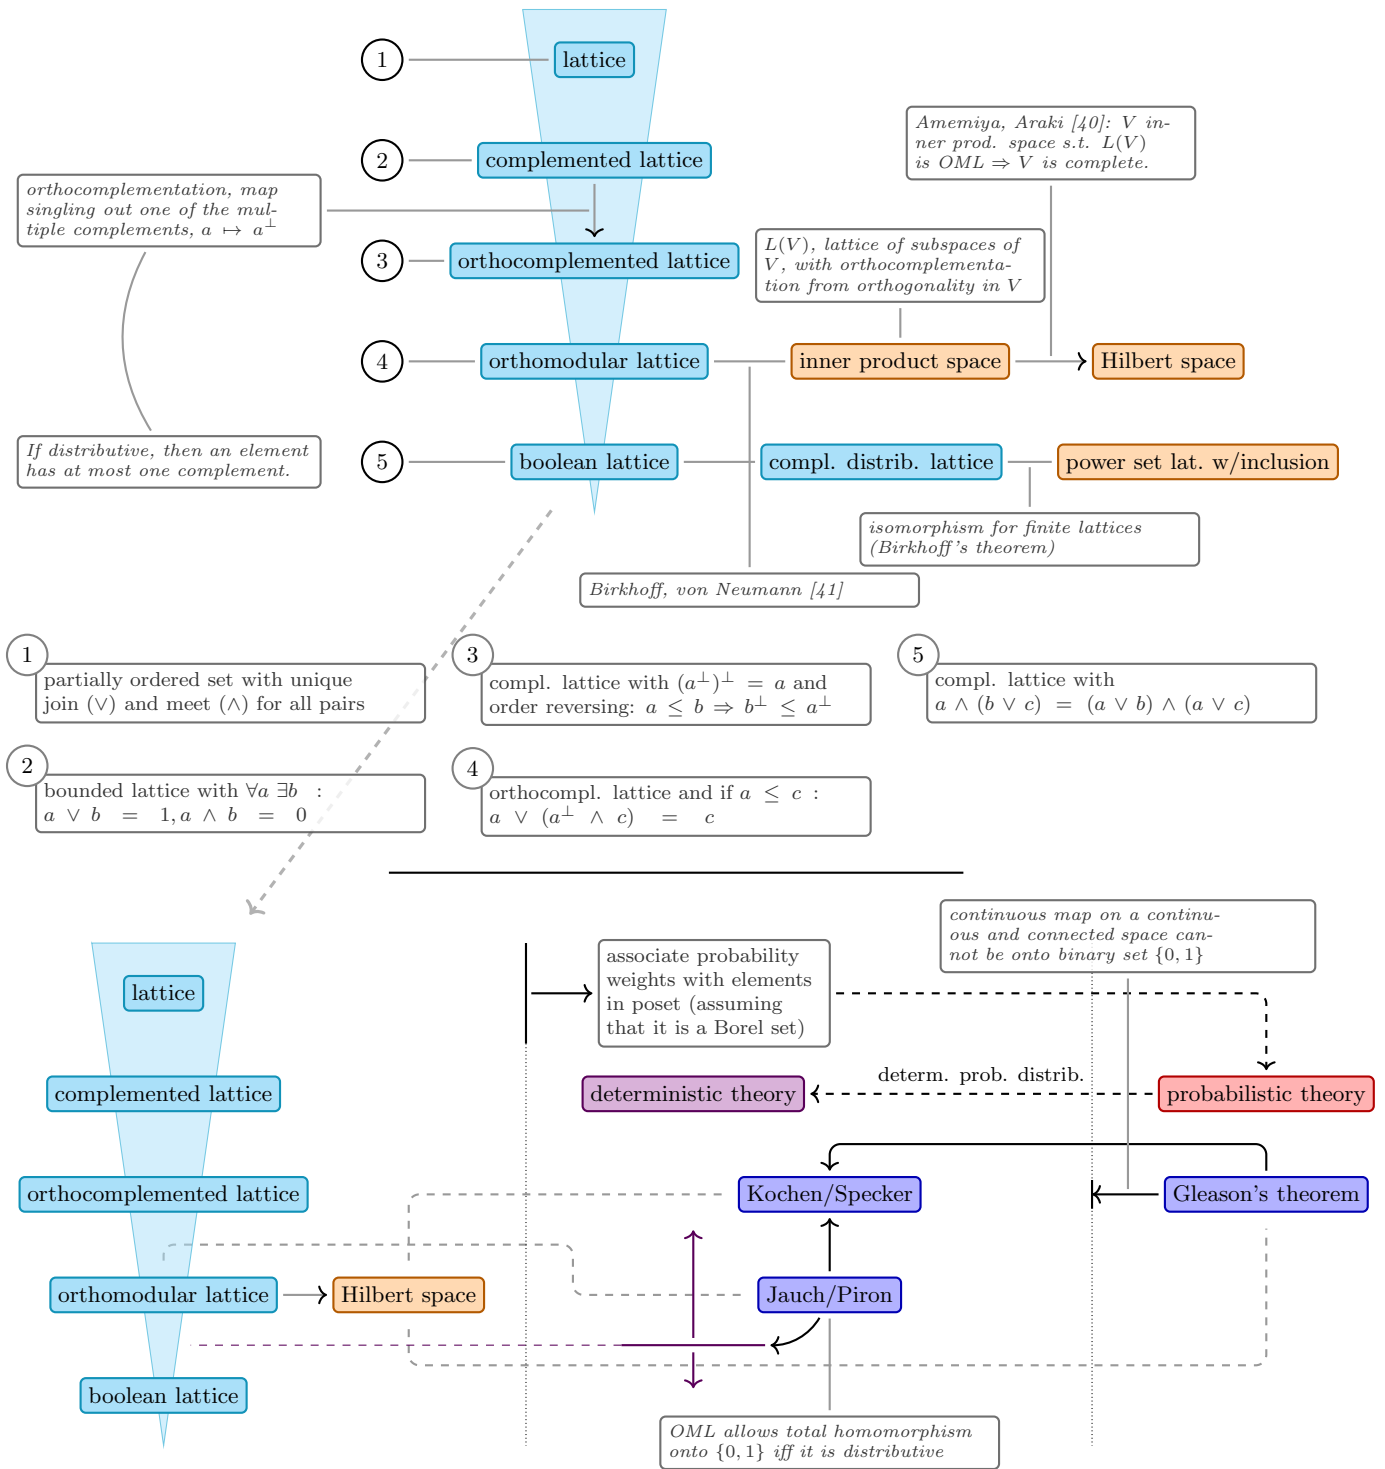 1
lattice
2
complemented lattice
Amemiya, Araki [40]: V in-
ner prod. space s.t. L(V)
is OML ⇒ V is complete.
orthocomplementation, map
singling out one of the mul-
tiple complements, a ↦ a⊥
3
orthocomplemented lattice
L(V), lattice of subspaces of
V, with orthocomplementa-
tion from orthogonality in V
4
orthomodular lattice
inner product space
Hilbert space
If distributive, then an element
has at most one complement.
5
boolean lattice
compl. distrib. lattice
power set lat. w/inclusion
isomorphism for finite lattices
(Birkhoff's theorem)
Birkhoff, von Neumann [41]
1
partially ordered set with unique
join (∨) and meet (∧) for all pairs
3
compl. lattice with (a⊥)⊥ = a and
order reversing: a ≤ b ⇒ b⊥ ≤ a⊥
5
compl. lattice with
a ∧ (b ∨ c) = (a ∨ b) ∧ (a ∨ c)
2
bounded lattice with ∀a ∃b :
a ∨ b = 1, a ∧ b = 0
4
orthocompl. lattice and if a ≤ c :
a ∨ (a⊥ ∧ c) = c
continuous map on a continu-
ous and connected space can-
not be onto binary set {0, 1}
associate probability
weights with elements
in poset (assuming
that it is a Borel set)
lattice
complemented lattice
deterministic theory
determ. prob. distrib.
probabilistic theory
orthocomplemented lattice
Kochen/Specker
Gleason's theorem
orthomodular lattice
Hilbert space
Jauch/Piron
boolean lattice
OML allows total homomorphism
onto {0, 1} iff it is distributive